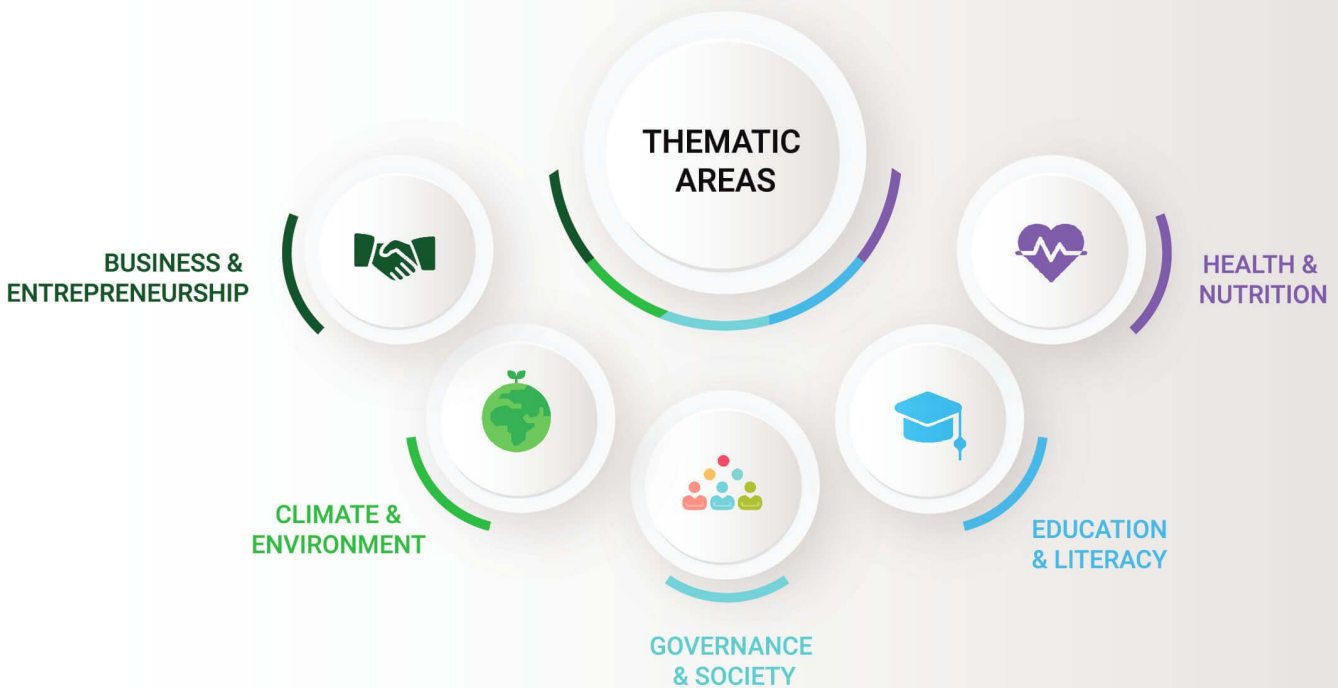 THEMATIC
AREAS
BUSINESS &
ENTREPRENEURSHIP
CLIMATE &
ENVIRONMENT
GOVERNANCE
& SOCIETY
EDUCATION
& LITERACY
HEALTH &
NUTRITION